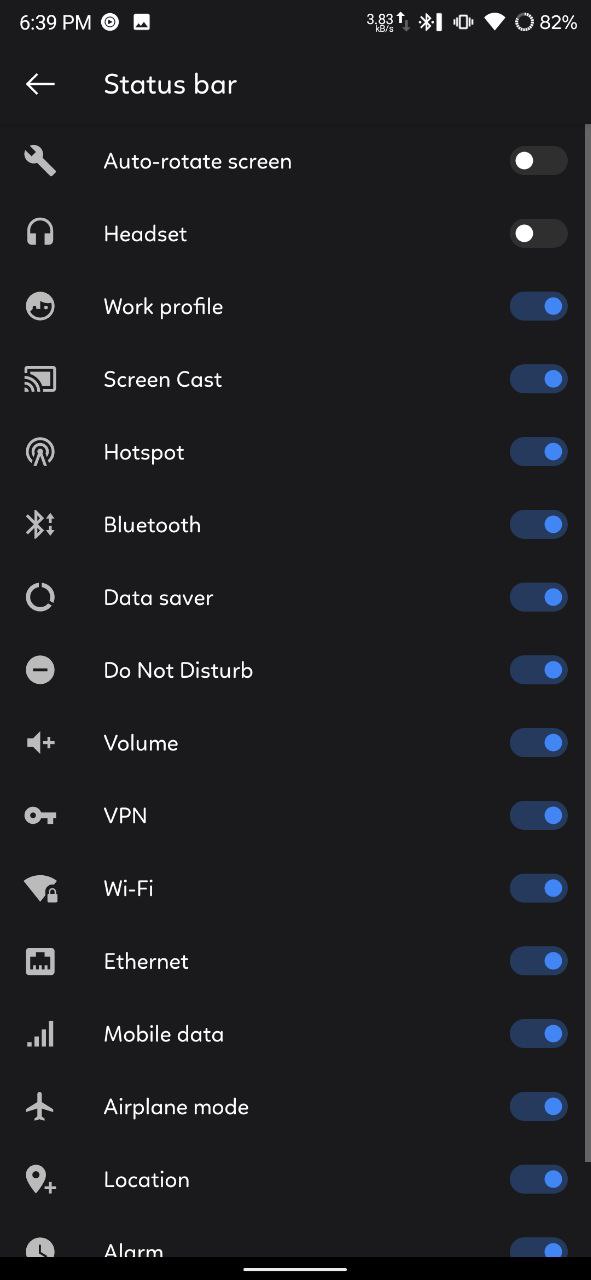 6:39 PM 3.83 kB/s 82%
Status bar
Auto-rotate screen
Headset
Work profile
Screen Cast
Hotspot
Bluetooth
Data saver
Do Not Disturb
Volume
VPN
Wi-Fi
Ethernet
Mobile data
Airplane mode
Location
Alarm